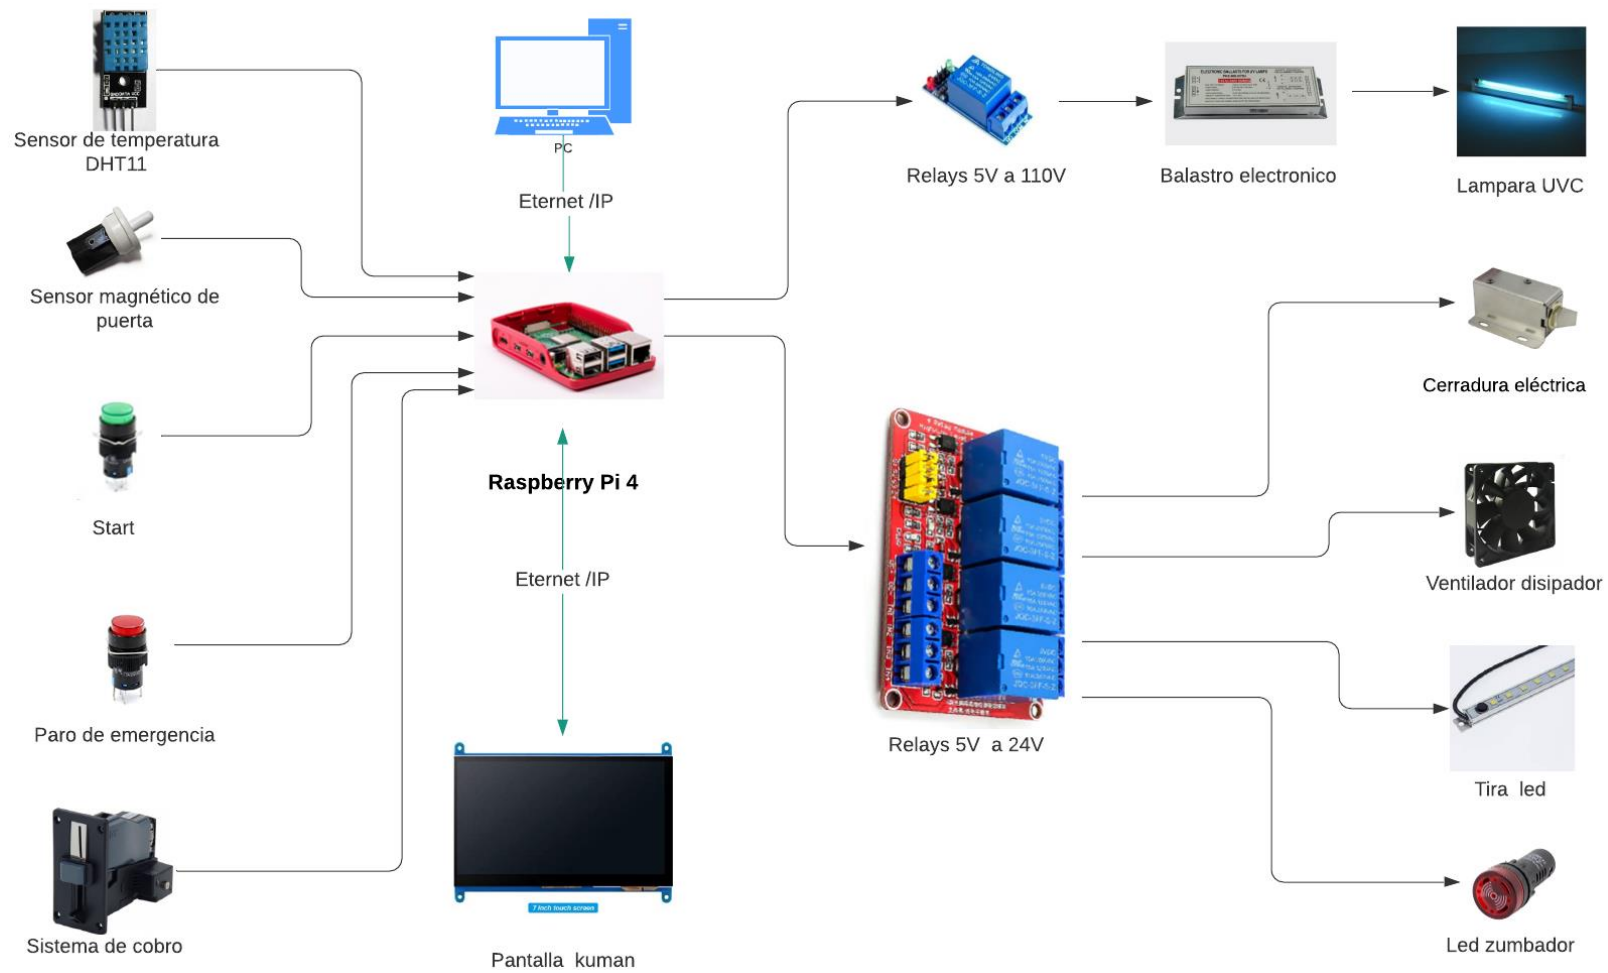 PC
Sensor de temperatura
DHT11
Eternet /IP
Relays 5V a 110V
Balastro electronico
Lampara UVC
Sensor magnético de
puerta
Cerradura eléctrica
Raspberry Pi 4
Start
Eternet /IP
Ventilador disipador
Paro de emergencia
Relays 5V a 24V
Tira led
7 inch touch screen
Sistema de cobro
Pantalla kuman
Led zumbador